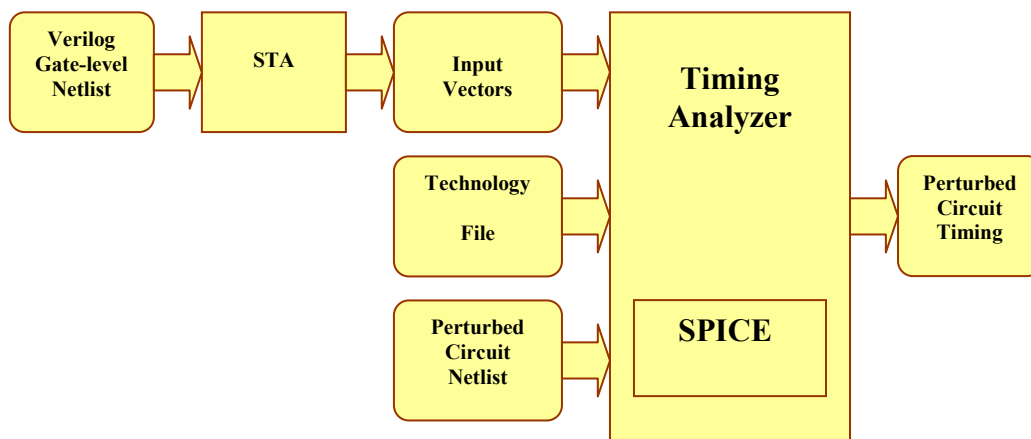 Verilog
Gate-level
Netlist
STA
Input
Vectors
Timing
Analyzer
Technology
File
Perturbed
Circuit
Timing
Perturbed
Circuit
Netlist
SPICE